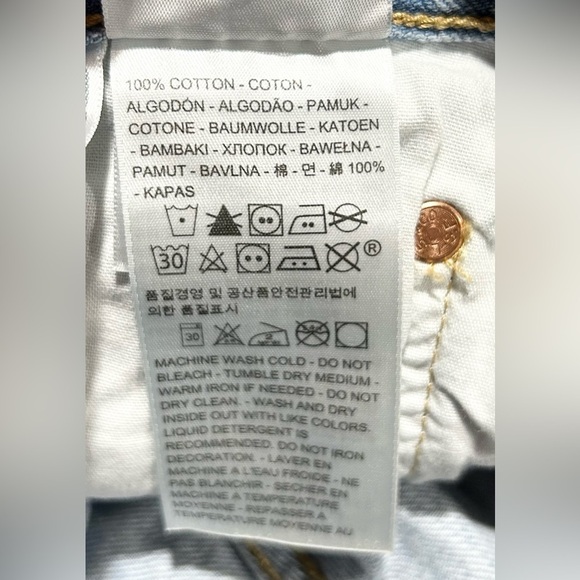 100% COTTON - COTON -
ALGODÓN - ALGODÃO - PAMUK -
COTONE - BAUMWOLLE - KATOEN
- BAMBAKI - ХЛОПОК - BAWEŁNA -
PAMUT - BAVLNA - 棉 - 면 - 綿 100%
- KAPAS
30 ®
품질경영 및 공산품안전관리법에
의한 품질표시
30
MACHINE WASH COLD - DO NOT
BLEACH - TUMBLE DRY MEDIUM -
WARM IRON IF NEEDED - DO NOT
DRY CLEAN. - WASH AND DRY
INSIDE OUT WITH LIKE COLORS.
LIQUID DETERGENT IS
RECOMMENDED. DO NOT IRON
DECORATION. - LAVER EN
MACHINE A L'EAU FROIDE - NE
PAS BLANCHIR - SECHER EN
MACHINE A TEMPERATURE
MOYENNE - REPASSER A
TEMPERATURE MOYENNE AU